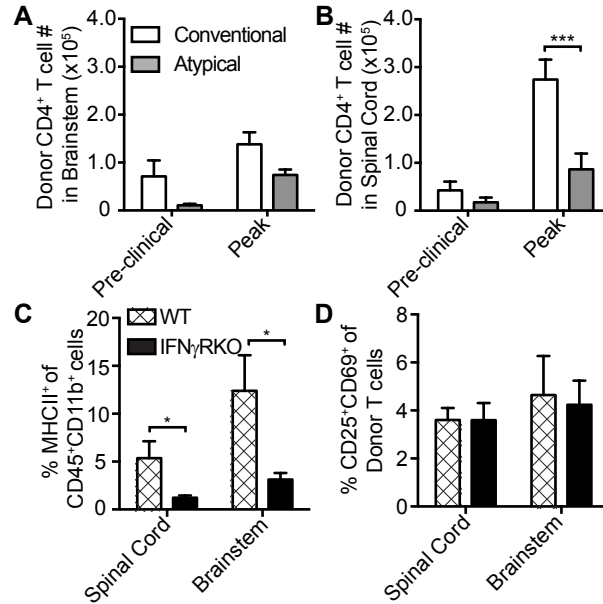 A
Conventional
Atypical
Donor CD4⁺ T cell #
in Brainstem (x10⁵)
4.0
3.0
2.0
1.0
0
Pre-clinical
Peak
B
***
Donor CD4⁺ T cell #
in Spinal Cord (x10⁵)
4.0
3.0
2.0
1.0
0
Pre-clinical
Peak
C
WT
IFNγRKO
*
*
% MHCII⁺ of
CD45⁺CD11b⁺ cells
20
15
10
5
0
Spinal Cord
Brainstem
D
% CD25⁺CD69⁺ of
Donor T cells
8
6
4
2
0
Spinal Cord
Brainstem